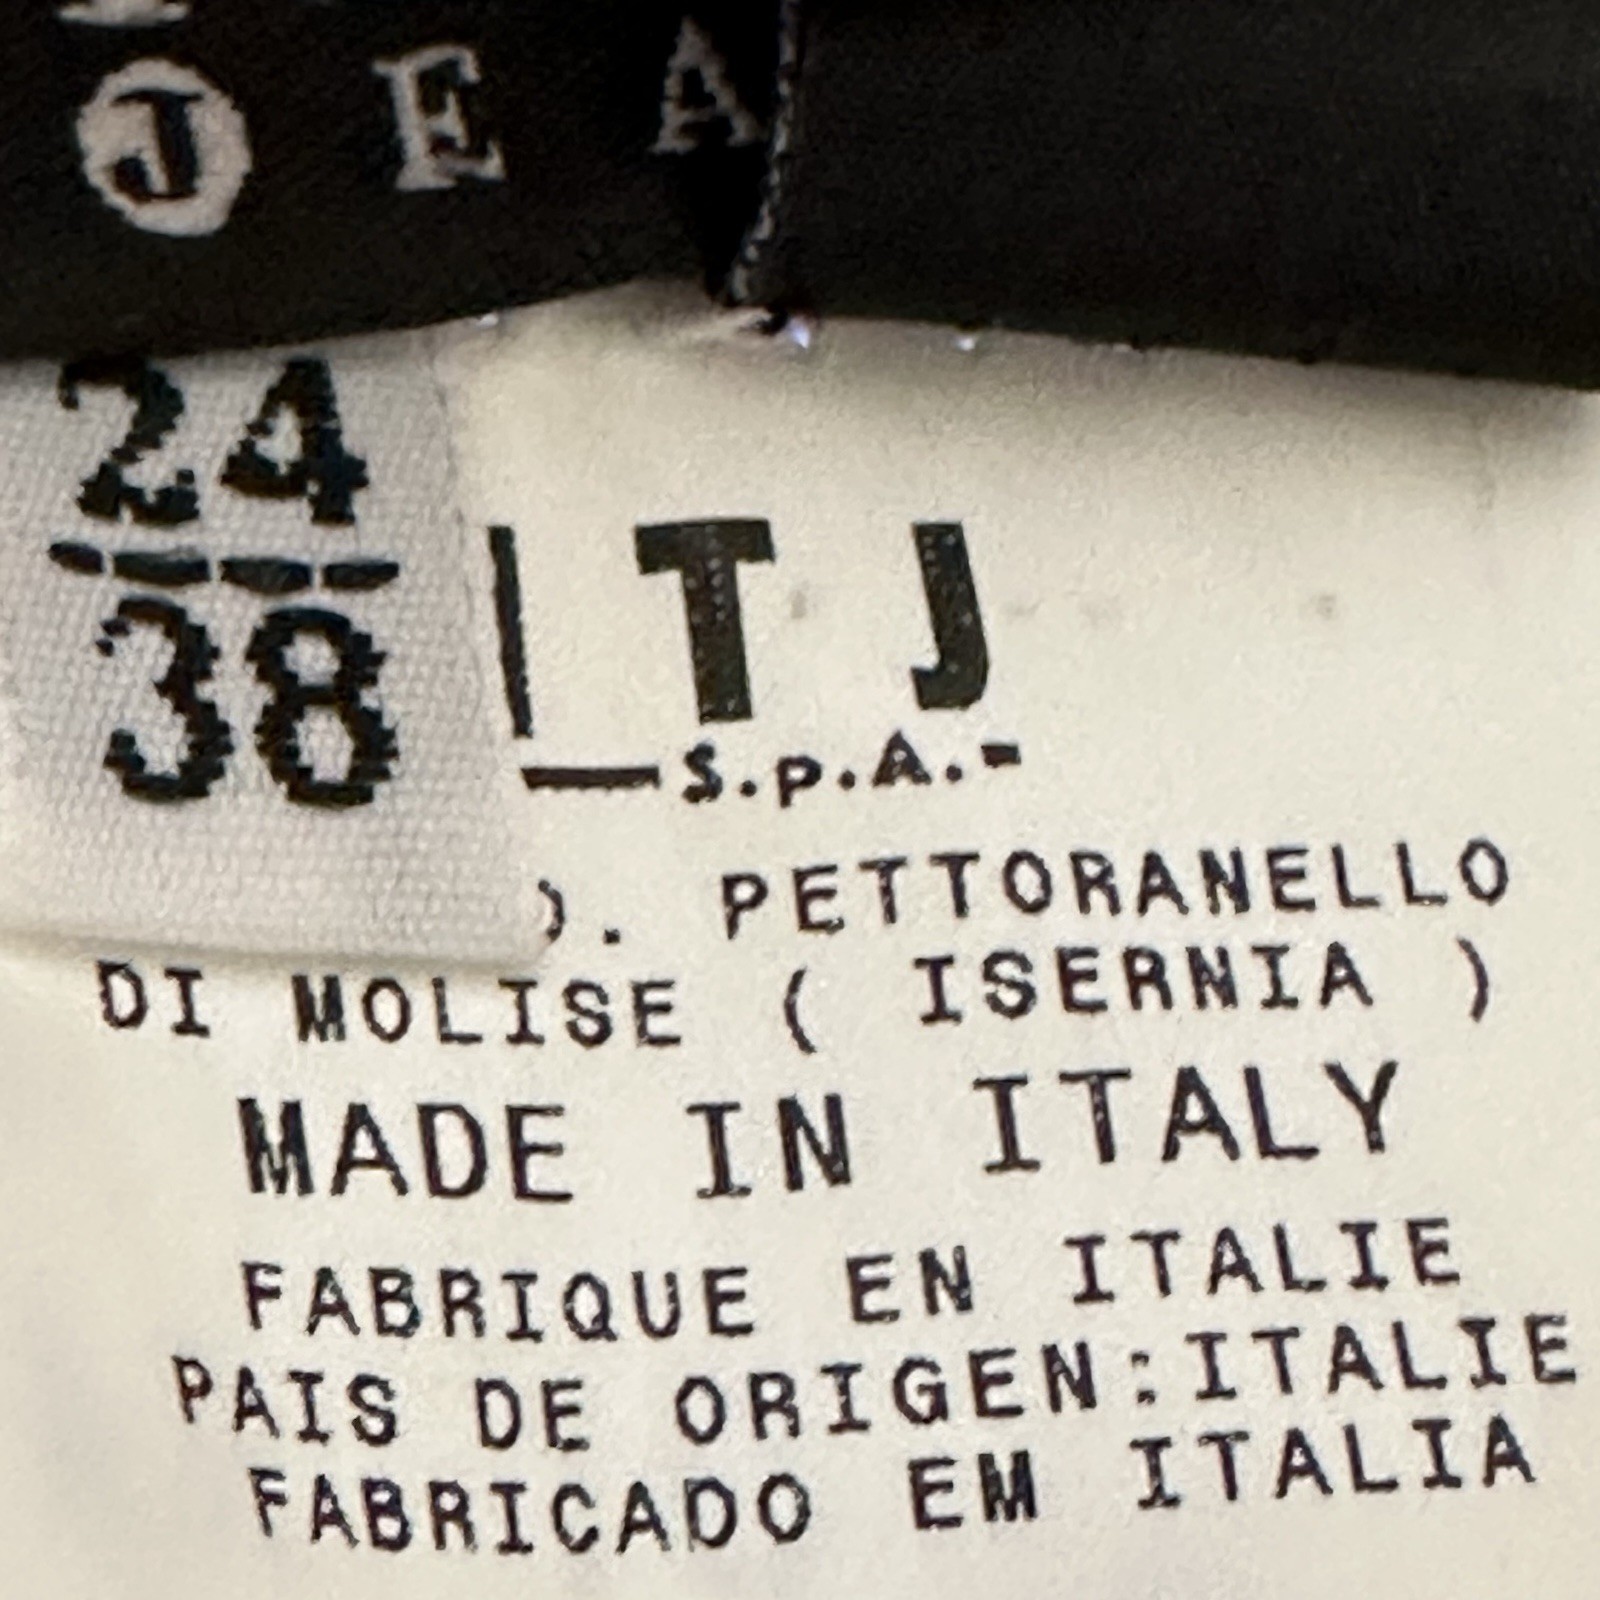 J E A
24
38
I T J
S.p.A.
). PETTORANELLO
DI MOLISE ( ISERNIA )
MADE IN ITALY
FABRIQUE EN ITALIE
PAIS DE ORIGEN:ITALIE
FABRICADO EM ITALIA